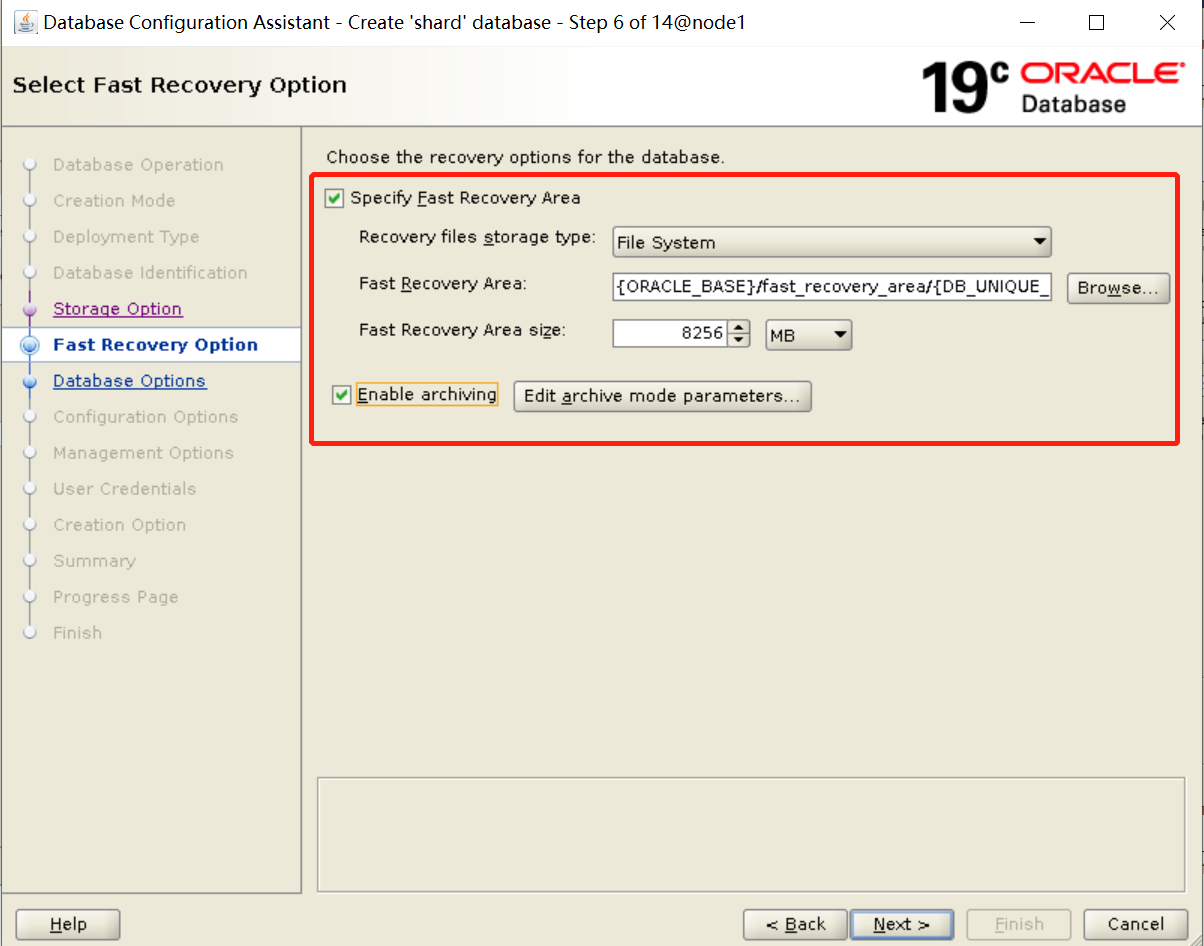 Database Configuration Assistant - Create 'shard' database - Step 6 of 14@node1
Select Fast Recovery Option
19c ORACLE Database
Database Operation
Creation Mode
Deployment Type
Database Identification
Storage Option
Fast Recovery Option
Database Options
Configuration Options
Management Options
User Credentials
Creation Option
Summary
Progress Page
Finish
Choose the recovery options for the database.
Specify Fast Recovery Area
Recovery files storage type: File System
Fast Recovery Area: {ORACLE_BASE}/fast_recovery_area/{DB_UNIQUE_ Browse...
Fast Recovery Area size: 8256 MB
Enable archiving Edit archive mode parameters...
Help < Back Next > Finish Cancel